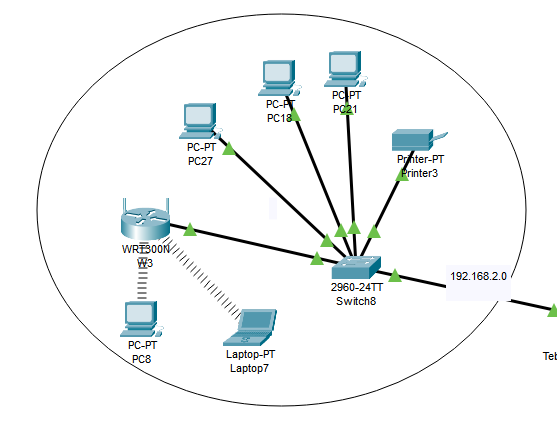 PC-PT
PC21
PC-PT
PC18
PC-PT
PC27
Printer-PT
Printer3
WRT300N
W3
192.168.2.0
2960-24TT
Switch8
PC-PT
PC8
Laptop-PT
Laptop7
Teb